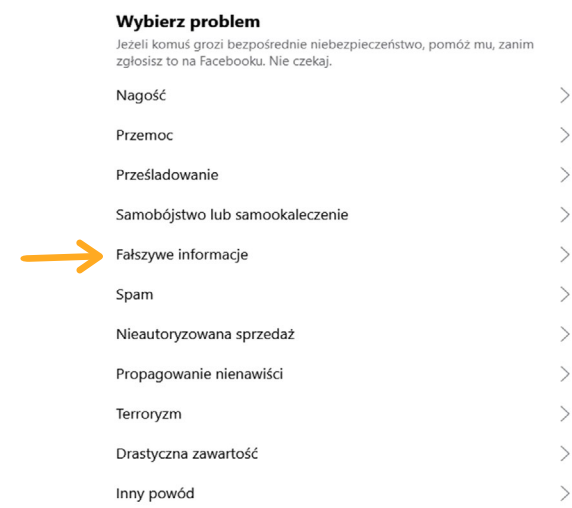 Wybierz problem
Jeżeli komuś grozi bezpośrednie niebezpieczeństwo, pomóż mu, zanim
zgłosisz to na Facebooku. Nie czekaj.
Nagość
Przemoc
Prześladowanie
Samobójstwo lub samookaleczenie
Fałszywe informacje
Spam
Nieautoryzowana sprzedaż
Propagowanie nienawiści
Terroryzm
Drastyczna zawartość
Inny powód